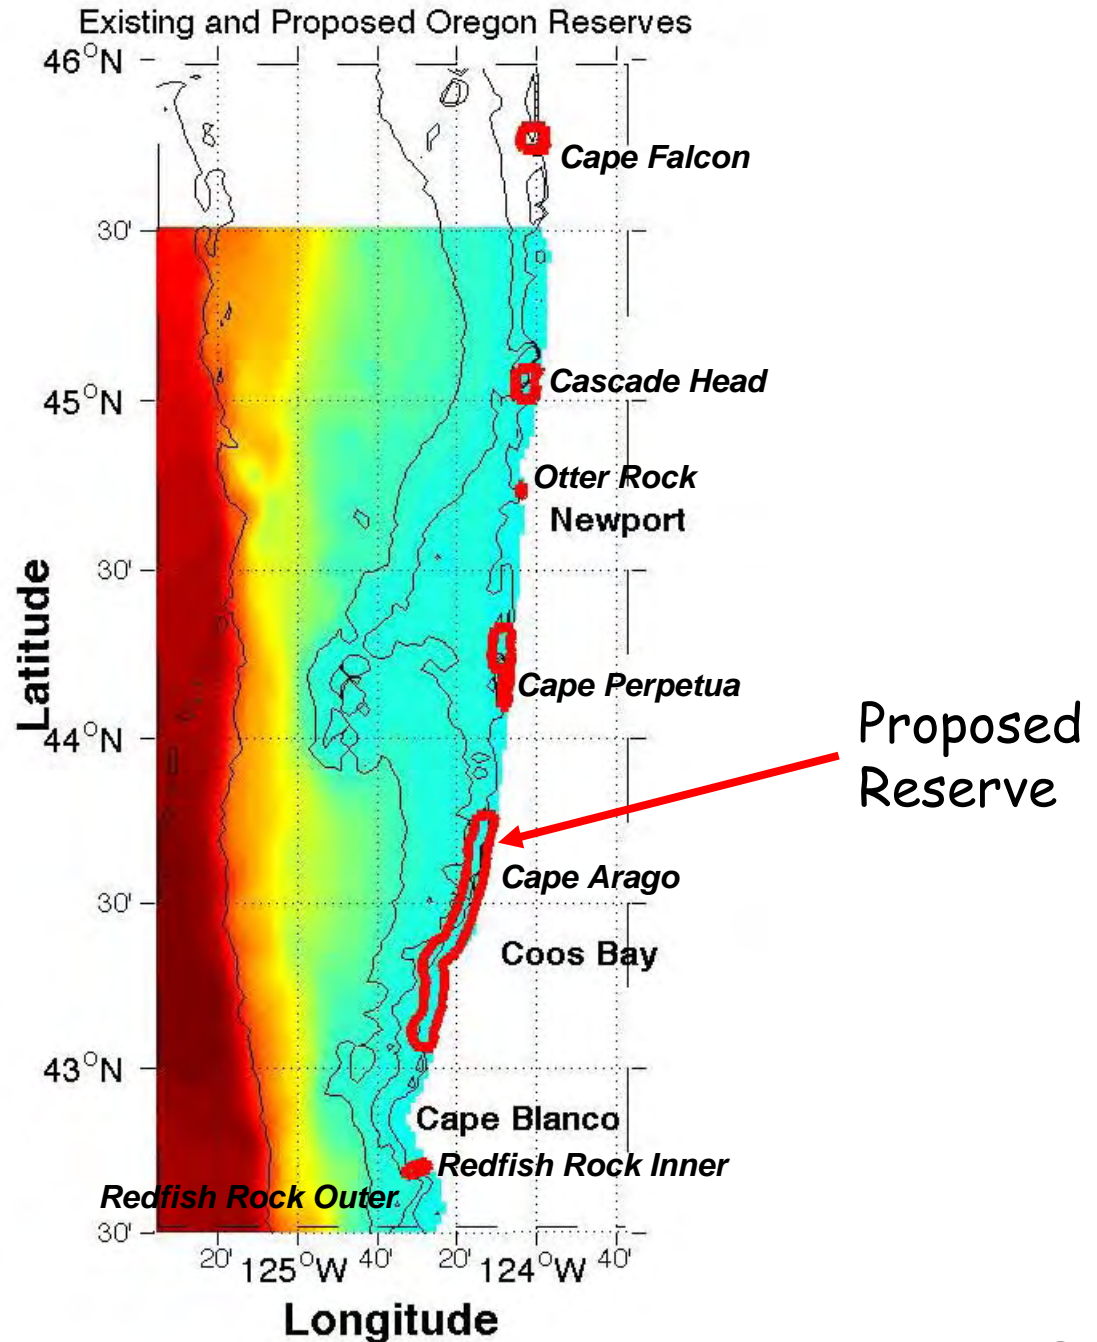 Existing and Proposed Oregon Reserves
46°N
Cape Falcon
30'
Cascade Head
45°N
Otter Rock
Newport
30'
Latitude
Cape Perpetua
44°N
Proposed
Reserve
Cape Arago
30'
Coos Bay
43°N
Cape Blanco
Redfish Rock Inner
Redfish Rock Outer
30'
20' 125°W 40' 20' 124°W 40'
Longitude